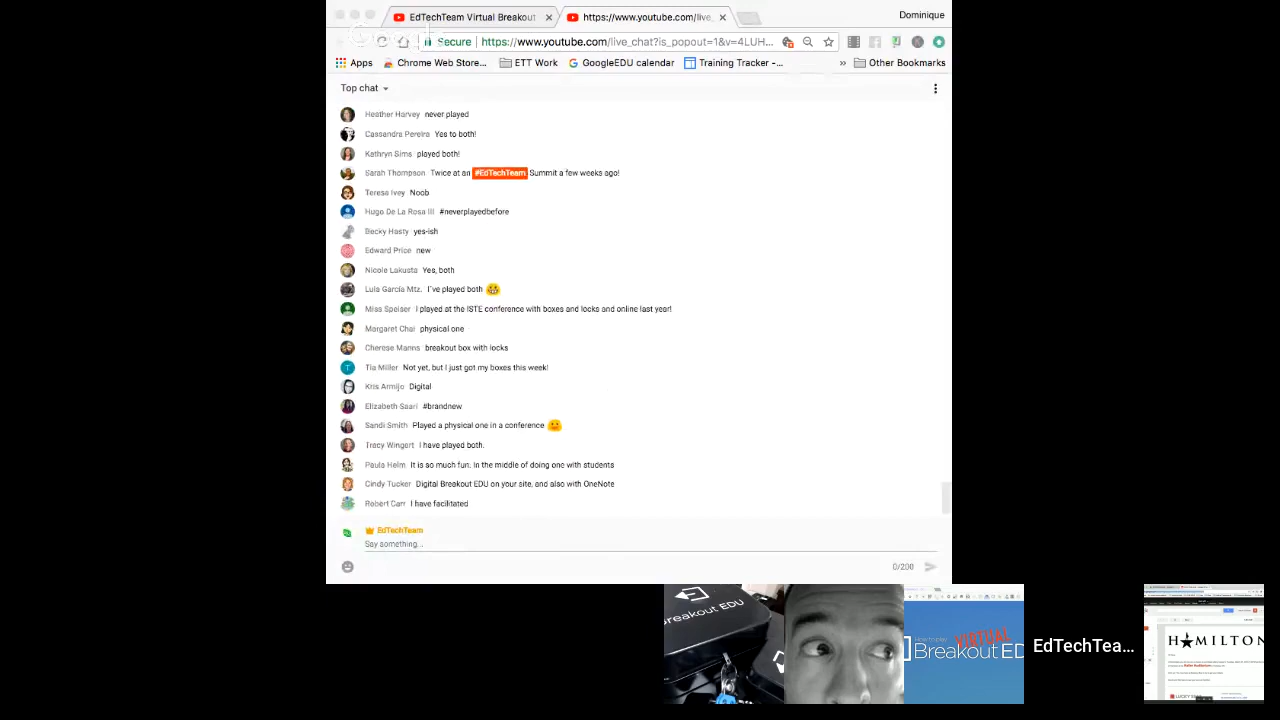 EdTechTeam Virtual Breakout
https://www.youtube.com/live_
Dominique
Secure https://www.youtube.com/live_chat?is_popout=1&v=4LUH...
Apps Chrome Web Store... ETT Work GoogleEDU calendar Training Tracker -... » Other Bookmarks
Top chat
Heather Harvey never played
Cassandra Pereira Yes to both!
Kathryn Sims played both!
Sarah Thompson Twice at an #EdTechTeam Summit a few weeks ago!
Teresa Ivey Noob
Hugo De La Rosa III #neverplayedbefore
Becky Hasty yes-ish
Edward Price new
Nicole Lakusta Yes, both
Luis García Mtz. I've played both
Miss Speiser I played at the ISTE conference with boxes and locks and online last year!
Margaret Chai physical one
Cherese Manns breakout box with locks
T Tia Miller Not yet, but I just got my boxes this week!
Kris Armijo Digital
Elizabeth Saari #brandnew
Sandi Smith Played a physical one in a conference
Tracy Wingert I have played both.
Paula Helm It is so much fun. In the middle of doing one with students
Cindy Tucker Digital Breakout EDU on your site, and also with OneNote
Robert Carr I have facilitated
EdTechTeam
Say something...
0/200
reakout
How to play VIRTUAL
Breakout ED
EdTechTea...
HAMILTON